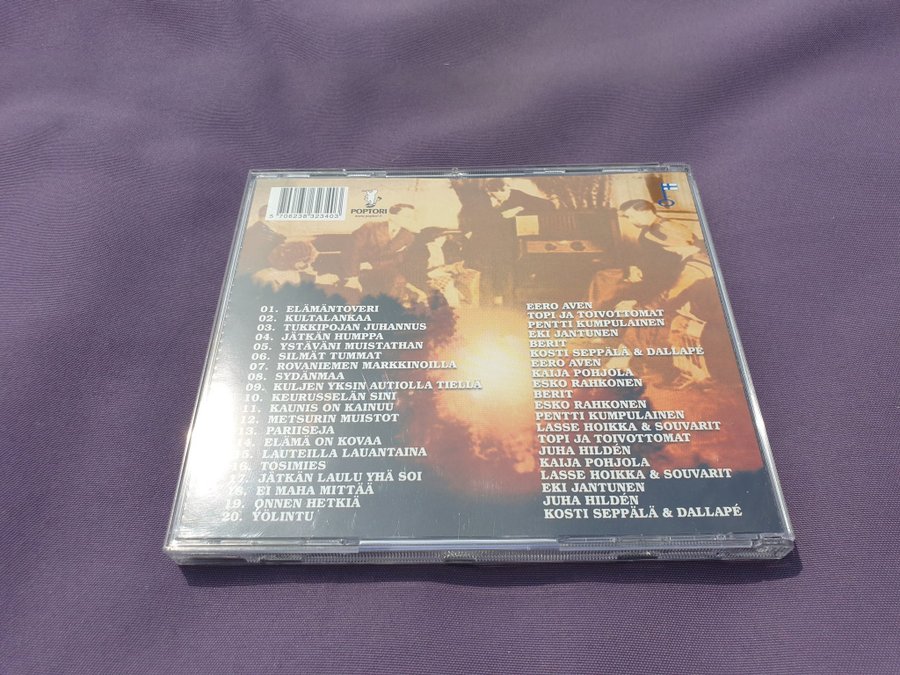 5 706238 323403
POPTORI
01. ELÄMÄNTOVERI EERO AVEN
02. KULTALANKAA TOPI JA TOIVOTTOMAT
03. TUKKIPOJAN JUHANNUS PENTTI KUMPULAINEN
04. JÄTKÄN HUMPPA EKI JANTUNEN
05. YSTÄVÄNI MUISTATHAN BERIT
06. SILMÄT TUMMAT KOSTI SEPPÄLÄ & DALLAPÉ
07. ROVANIEMEN MARKKINOILLA EERO AVEN
08. SYDÄNMAA KAIJA POHJOLA
09. KULJEN YKSIN AUTIOLLA TIELLA ESKO RAHKONEN
10. KEURUSSELÄN SINI BERIT
11. KAUNIS ON KAINUU ESKO RAHKONEN
12. METSURIN MUISTOT PENTTI KUMPULAINEN
13. PARIISEJA LASSE HOIKKA & SOUVARIT
14. ELÄMÄ ON KOVAA TOPI JA TOIVOTTOMAT
15. LAUTEILLA LAUANTAINA JUHA HILDÉN
16. TOSIMIES KAIJA POHJOLA
17. JÄTKÄN LAULU YHÄ SOI LASSE HOIKKA & SOUVARIT
18. EI MAHA MITTÄÄ EKI JANTUNEN
19. ONNEN HETKIÄ JUHA HILDÉN
20. YÖLINTU KOSTI SEPPÄLÄ & DALLAPÉ